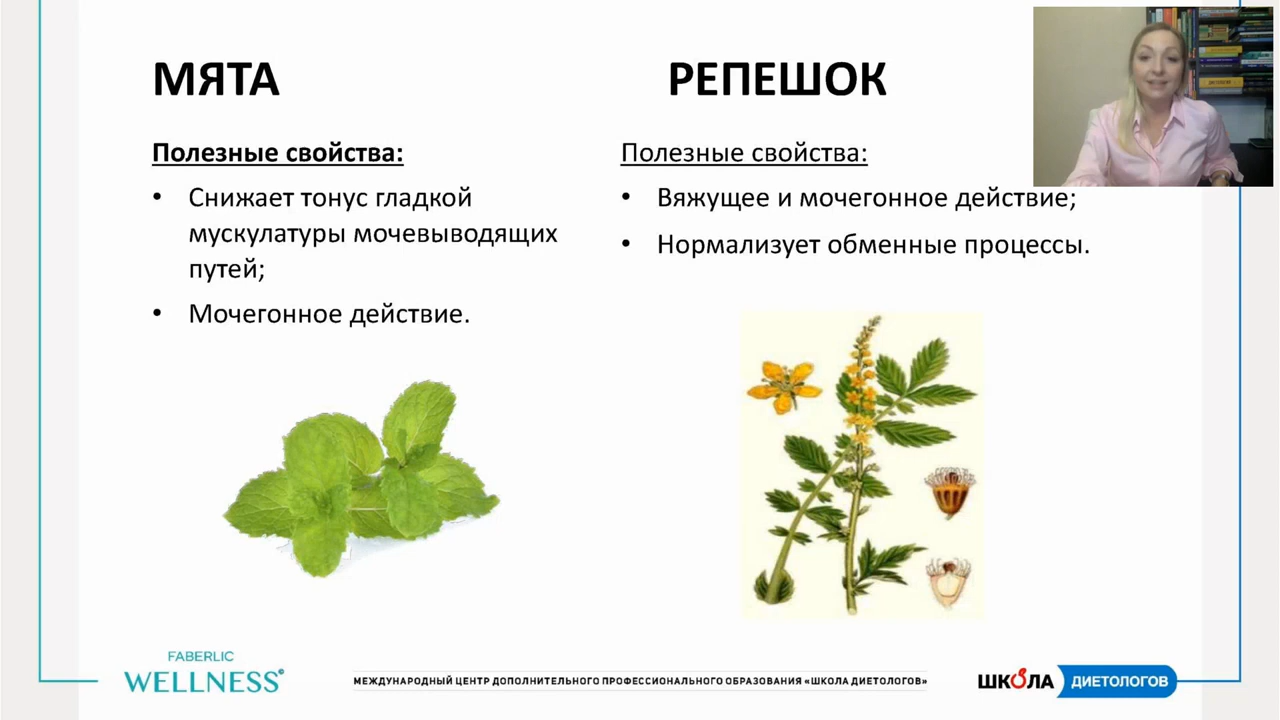 МЯТА
Полезные свойства:
• Снижает тонус гладкой
мускулатуры мочевыводящих
путей;
• Мочегонное действие.
РЕПЕШОК
Полезные свойства:
• Вяжущее и мочегонное действие;
• Нормализует обменные процессы.
FABERLIC
WELLNESS
МЕЖДУНАРОДНЫЙ ЦЕНТР ДОПОЛНИТЕЛЬНОГО ПРОФЕССИОНАЛЬНОГО ОБРАЗОВАНИЯ «ШКОЛА ДИЕТОЛОГОВ»
ШКОЛА ДИЕТОЛОГОВ